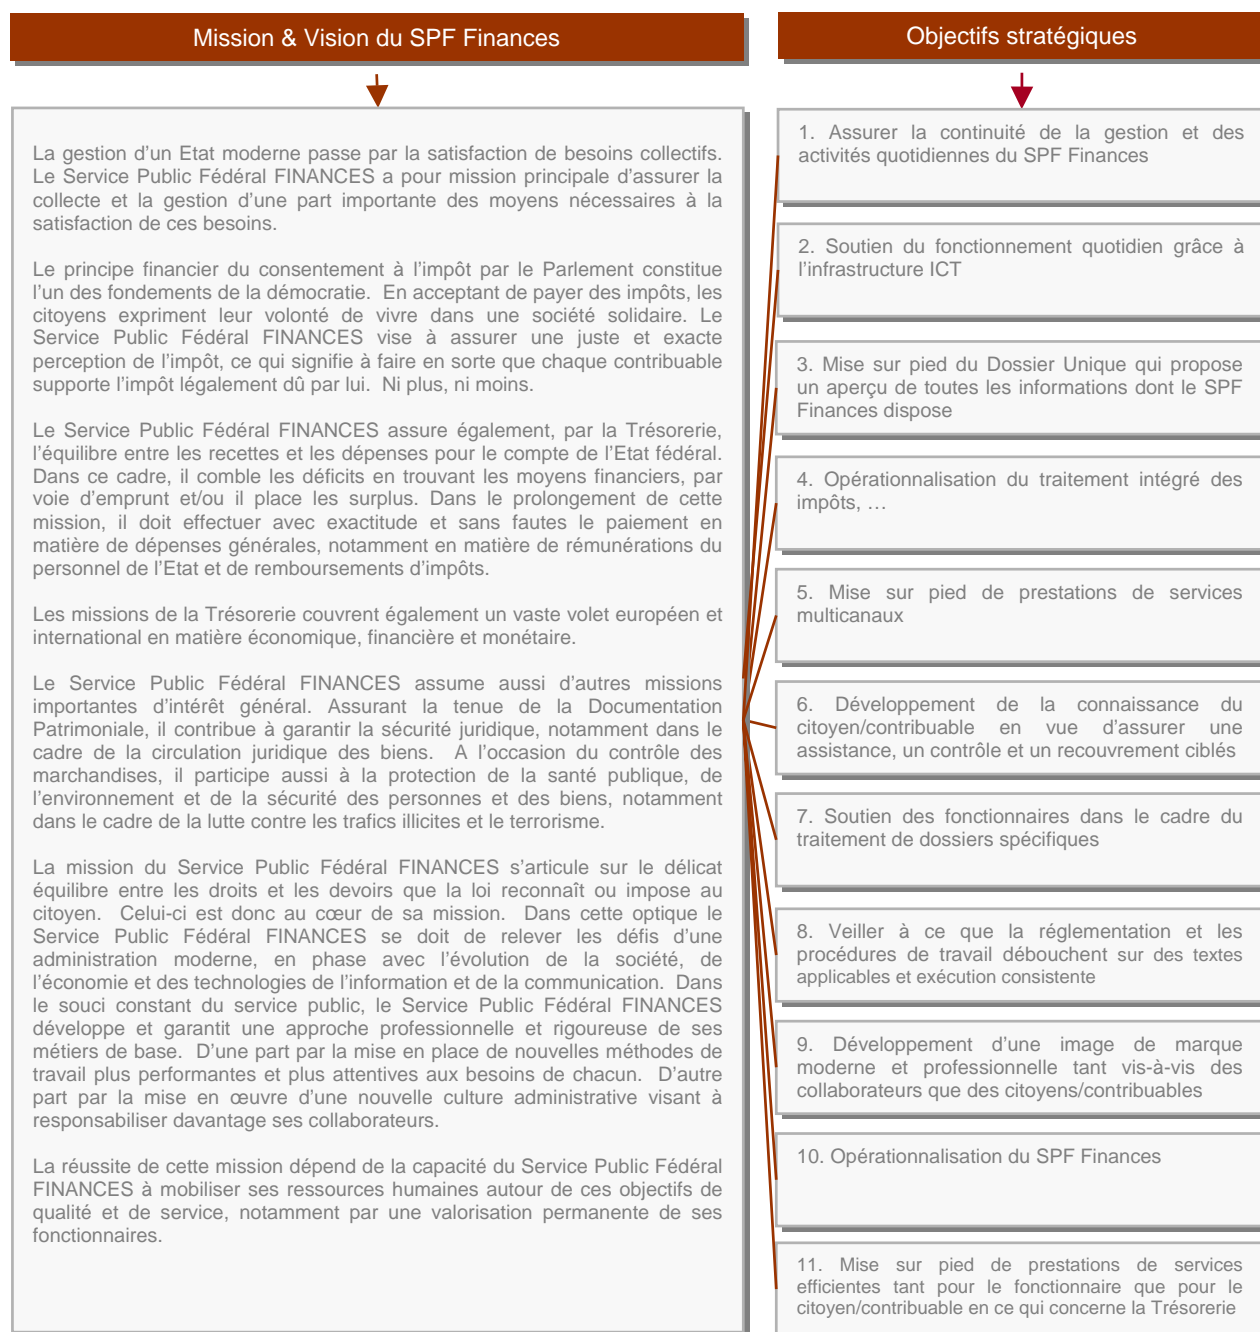 Mission & Vision du SPF Finances
La gestion d'un Etat moderne passe par la satisfaction de besoins collectifs.
Le Service Public Fédéral FINANCES a pour mission principale d'assurer la
collecte et la gestion d'une part importante des moyens nécessaires à la
satisfaction de ces besoins.
Le principe financier du consentement à l'impôt par le Parlement constitue
l'un des fondements de la démocratie. En acceptant de payer des impôts, les
citoyens expriment leur volonté de vivre dans une société solidaire. Le
Service Public Fédéral FINANCES vise à assurer une juste et exacte
perception de l'impôt, ce qui signifie à faire en sorte que chaque contribuable
supporte l'impôt légalement dû par lui. Ni plus, ni moins.
Le Service Public Fédéral FINANCES assure également, par la Trésorerie,
l'équilibre entre les recettes et les dépenses pour le compte de l'Etat fédéral.
Dans ce cadre, il comble les déficits en trouvant les moyens financiers, par
voie d'emprunt et/ou il place les surplus. Dans le prolongement de cette
mission, il doit effectuer avec exactitude et sans fautes le paiement en
matière de dépenses générales, notamment en matière de rémunérations du
personnel de l'Etat et de remboursements d'impôts.
Les missions de la Trésorerie couvrent également un vaste volet européen et
international en matière économique, financière et monétaire.
Le Service Public Fédéral FINANCES assume aussi d'autres missions
importantes d'intérêt général. Assurant la tenue de la Documentation
Patrimoniale, il contribue à garantir la sécurité juridique, notamment dans le
cadre de la circulation juridique des biens. A l'occasion du contrôle des
marchandises, il participe aussi à la protection de la santé publique, de
l'environnement et de la sécurité des personnes et des biens, notamment
dans le cadre de la lutte contre les trafics illicites et le terrorisme.
La mission du Service Public Fédéral FINANCES s'articule sur le délicat
équilibre entre les droits et les devoirs que la loi reconnaît ou impose au
citoyen. Celui-ci est donc au cœur de sa mission. Dans cette optique le
Service Public Fédéral FINANCES se doit de relever les défis d'une
administration moderne, en phase avec l'évolution de la société, de
l'économie et des technologies de l'information et de la communication. Dans
le souci constant du service public, le Service Public Fédéral FINANCES
développe et garantit une approche professionnelle et rigoureuse de ses
métiers de base. D'une part par la mise en place de nouvelles méthodes de
travail plus performantes et plus attentives aux besoins de chacun. D'autre
part par la mise en œuvre d'une nouvelle culture administrative visant à
responsabiliser davantage ses collaborateurs.
La réussite de cette mission dépend de la capacité du Service Public Fédéral
FINANCES à mobiliser ses ressources humaines autour de ces objectifs de
qualité et de service, notamment par une valorisation permanente de ses
fonctionnaires.
Objectifs stratégiques
1. Assurer la continuité de la gestion et des
activités quotidiennes du SPF Finances
2. Soutien du fonctionnement quotidien grâce à
l'infrastructure ICT
3. Mise sur pied du Dossier Unique qui propose
un aperçu de toutes les informations dont le SPF
Finances dispose
4. Opérationnalisation du traitement intégré des
impôts, …
5. Mise sur pied de prestations de services
multicanaux
6. Développement de la connaissance du
citoyen/contribuable en vue d'assurer une
assistance, un contrôle et un recouvrement ciblés
7. Soutien des fonctionnaires dans le cadre du
traitement de dossiers spécifiques
8. Veiller à ce que la réglementation et les
procédures de travail débouchent sur des textes
applicables et exécution consistente
9. Développement d'une image de marque
moderne et professionnelle tant vis-à-vis des
collaborateurs que des citoyens/contribuables
10. Opérationnalisation du SPF Finances
11. Mise sur pied de prestations de services
efficientes tant pour le fonctionnaire que pour le
citoyen/contribuable en ce qui concerne la Trésorerie